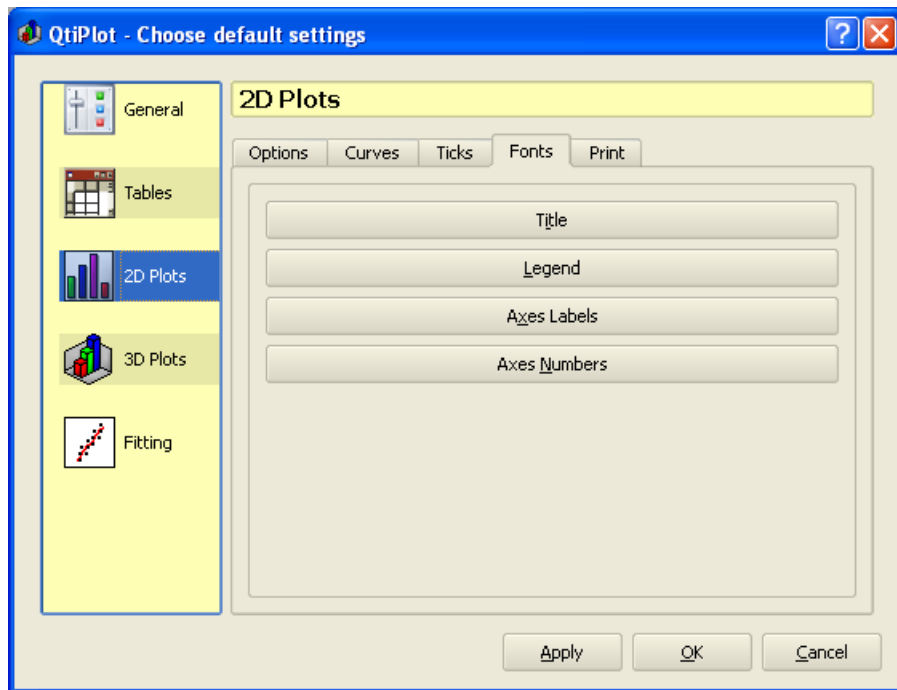 QtiPlot - Choose default settings
General
Tables
2D Plots
3D Plots
Fitting
2D Plots
Options Curves Ticks Fonts Print
Title
Legend
Axes Labels
Axes Numbers
Apply OK Cancel